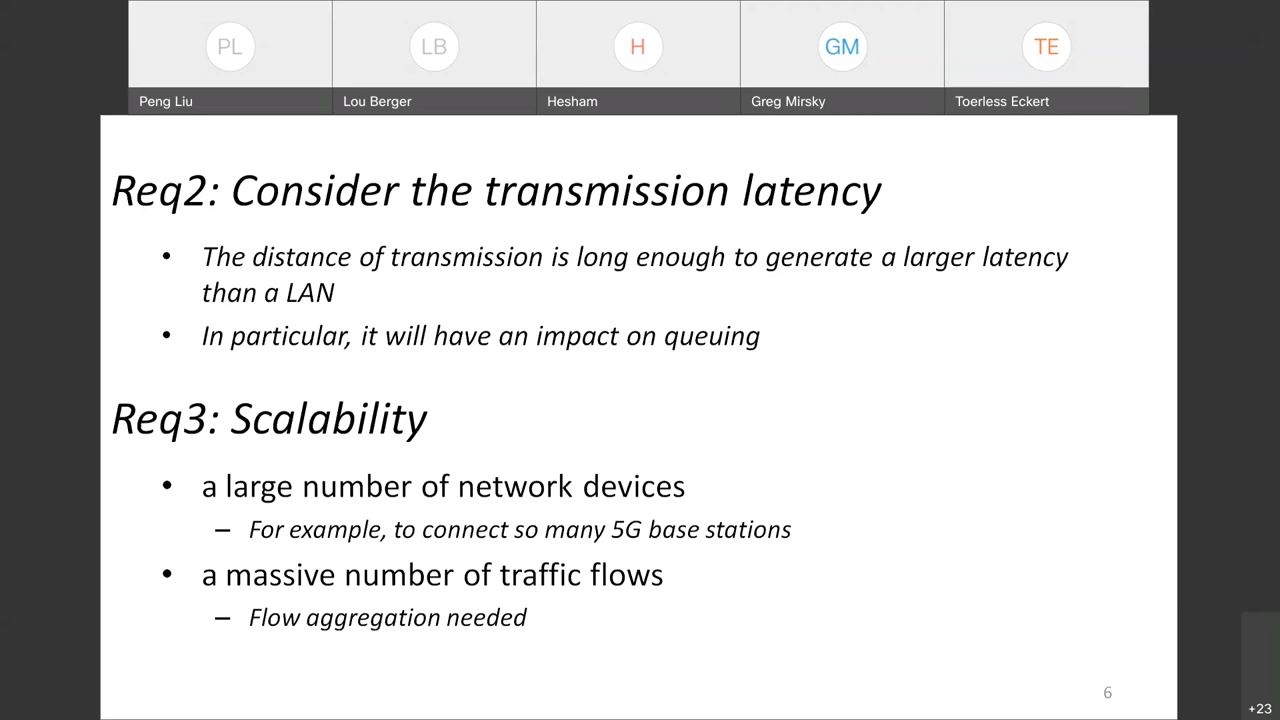 PL LB H GM TE
Peng Liu Lou Berger Hesham Greg Mirsky Toerless Eckert
Req2: Consider the transmission latency
• The distance of transmission is long enough to generate a larger latency
than a LAN
• In particular, it will have an impact on queuing
Req3: Scalability
• a large number of network devices
– For example, to connect so many 5G base stations
• a massive number of traffic flows
– Flow aggregation needed
6
+23